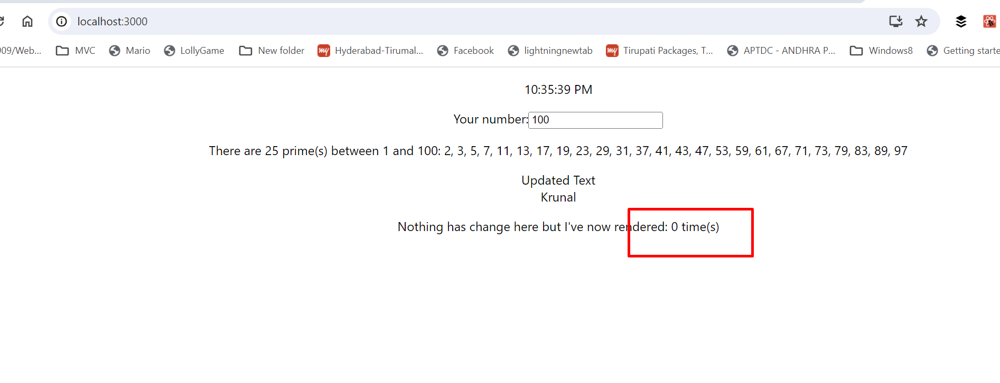 localhost:3000
909/Web... MVC Mario LollyGame New folder my Hyderabad-Tirumal... Facebook lightningnewtab my Tirupati Packages, T... APTDC - ANDHRA P... Windows8 Getting starte
10:35:39 PM
Your number: 100
There are 25 prime(s) between 1 and 100: 2, 3, 5, 7, 11, 13, 17, 19, 23, 29, 31, 37, 41, 43, 47, 53, 59, 61, 67, 71, 73, 79, 83, 89, 97
Updated Text
Krunal
Nothing has change here but I've now rendered: 0 time(s)